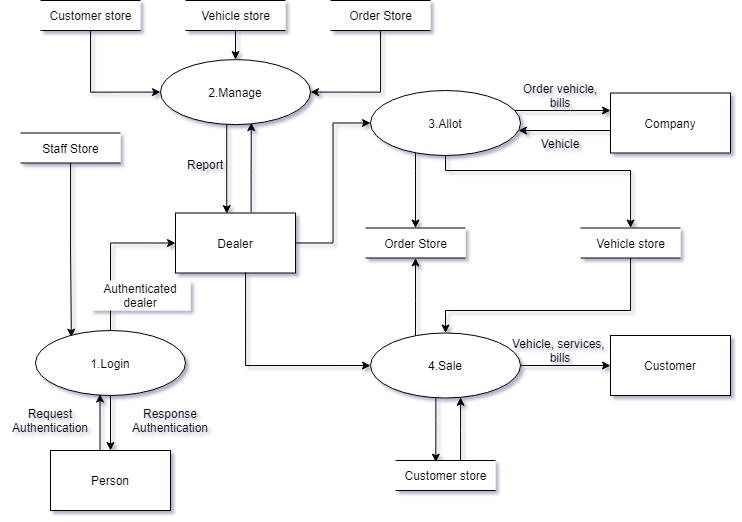 Customer store
Vehicle store
Order Store
2.Manage
Order vehicle,
bills
3.Allot
Company
Vehicle
Staff Store
Report
Dealer
Order Store
Vehicle store
Authenticated
dealer
1.Login
4.Sale
Vehicle, services,
bills
Customer
Request
Authentication
Response
Authentication
Person
Customer store